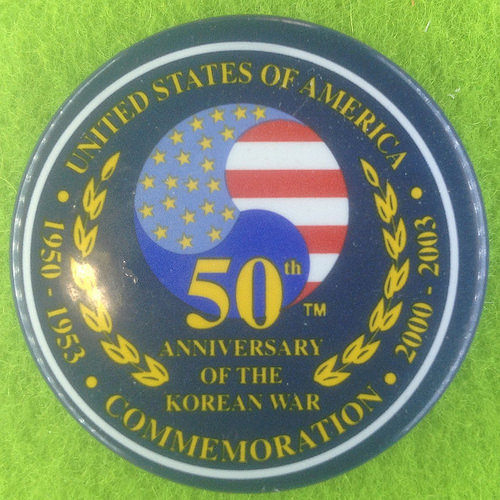 UNITED STATES OF AMERICA
1950 - 1953
2000 - 2003
50th
TM
ANNIVERSARY
OF THE
KOREAN WAR
COMMEMORATION